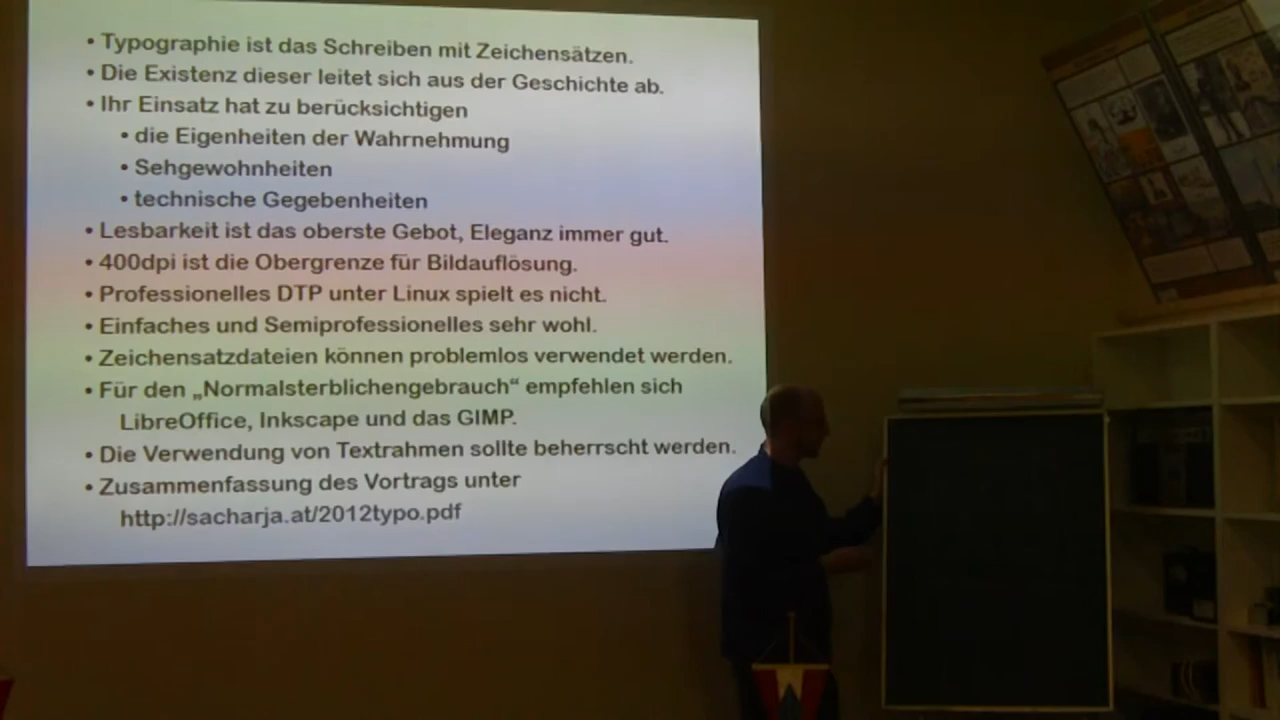 • Typographie ist das Schreiben mit Zeichensätzen.
• Die Existenz dieser leitet sich aus der Geschichte ab.
• Ihr Einsatz hat zu berücksichtigen
• die Eigenheiten der Wahrnehmung
• Sehgewohnheiten
• technische Gegebenheiten
• Lesbarkeit ist das oberste Gebot, Eleganz immer gut.
• 400dpi ist die Obergrenze für Bildauflösung.
• Professionelles DTP unter Linux spielt es nicht.
• Einfaches und Semiprofessionelles sehr wohl.
• Zeichensatzdateien können problemlos verwendet werden.
• Für den „Normalsterblichengebrauch“ empfehlen sich
LibreOffice, Inkscape und das GIMP.
• Die Verwendung von Textrahmen sollte beherrscht werden.
• Zusammenfassung des Vortrags unter
http://sacharja.at/2012typo.pdf